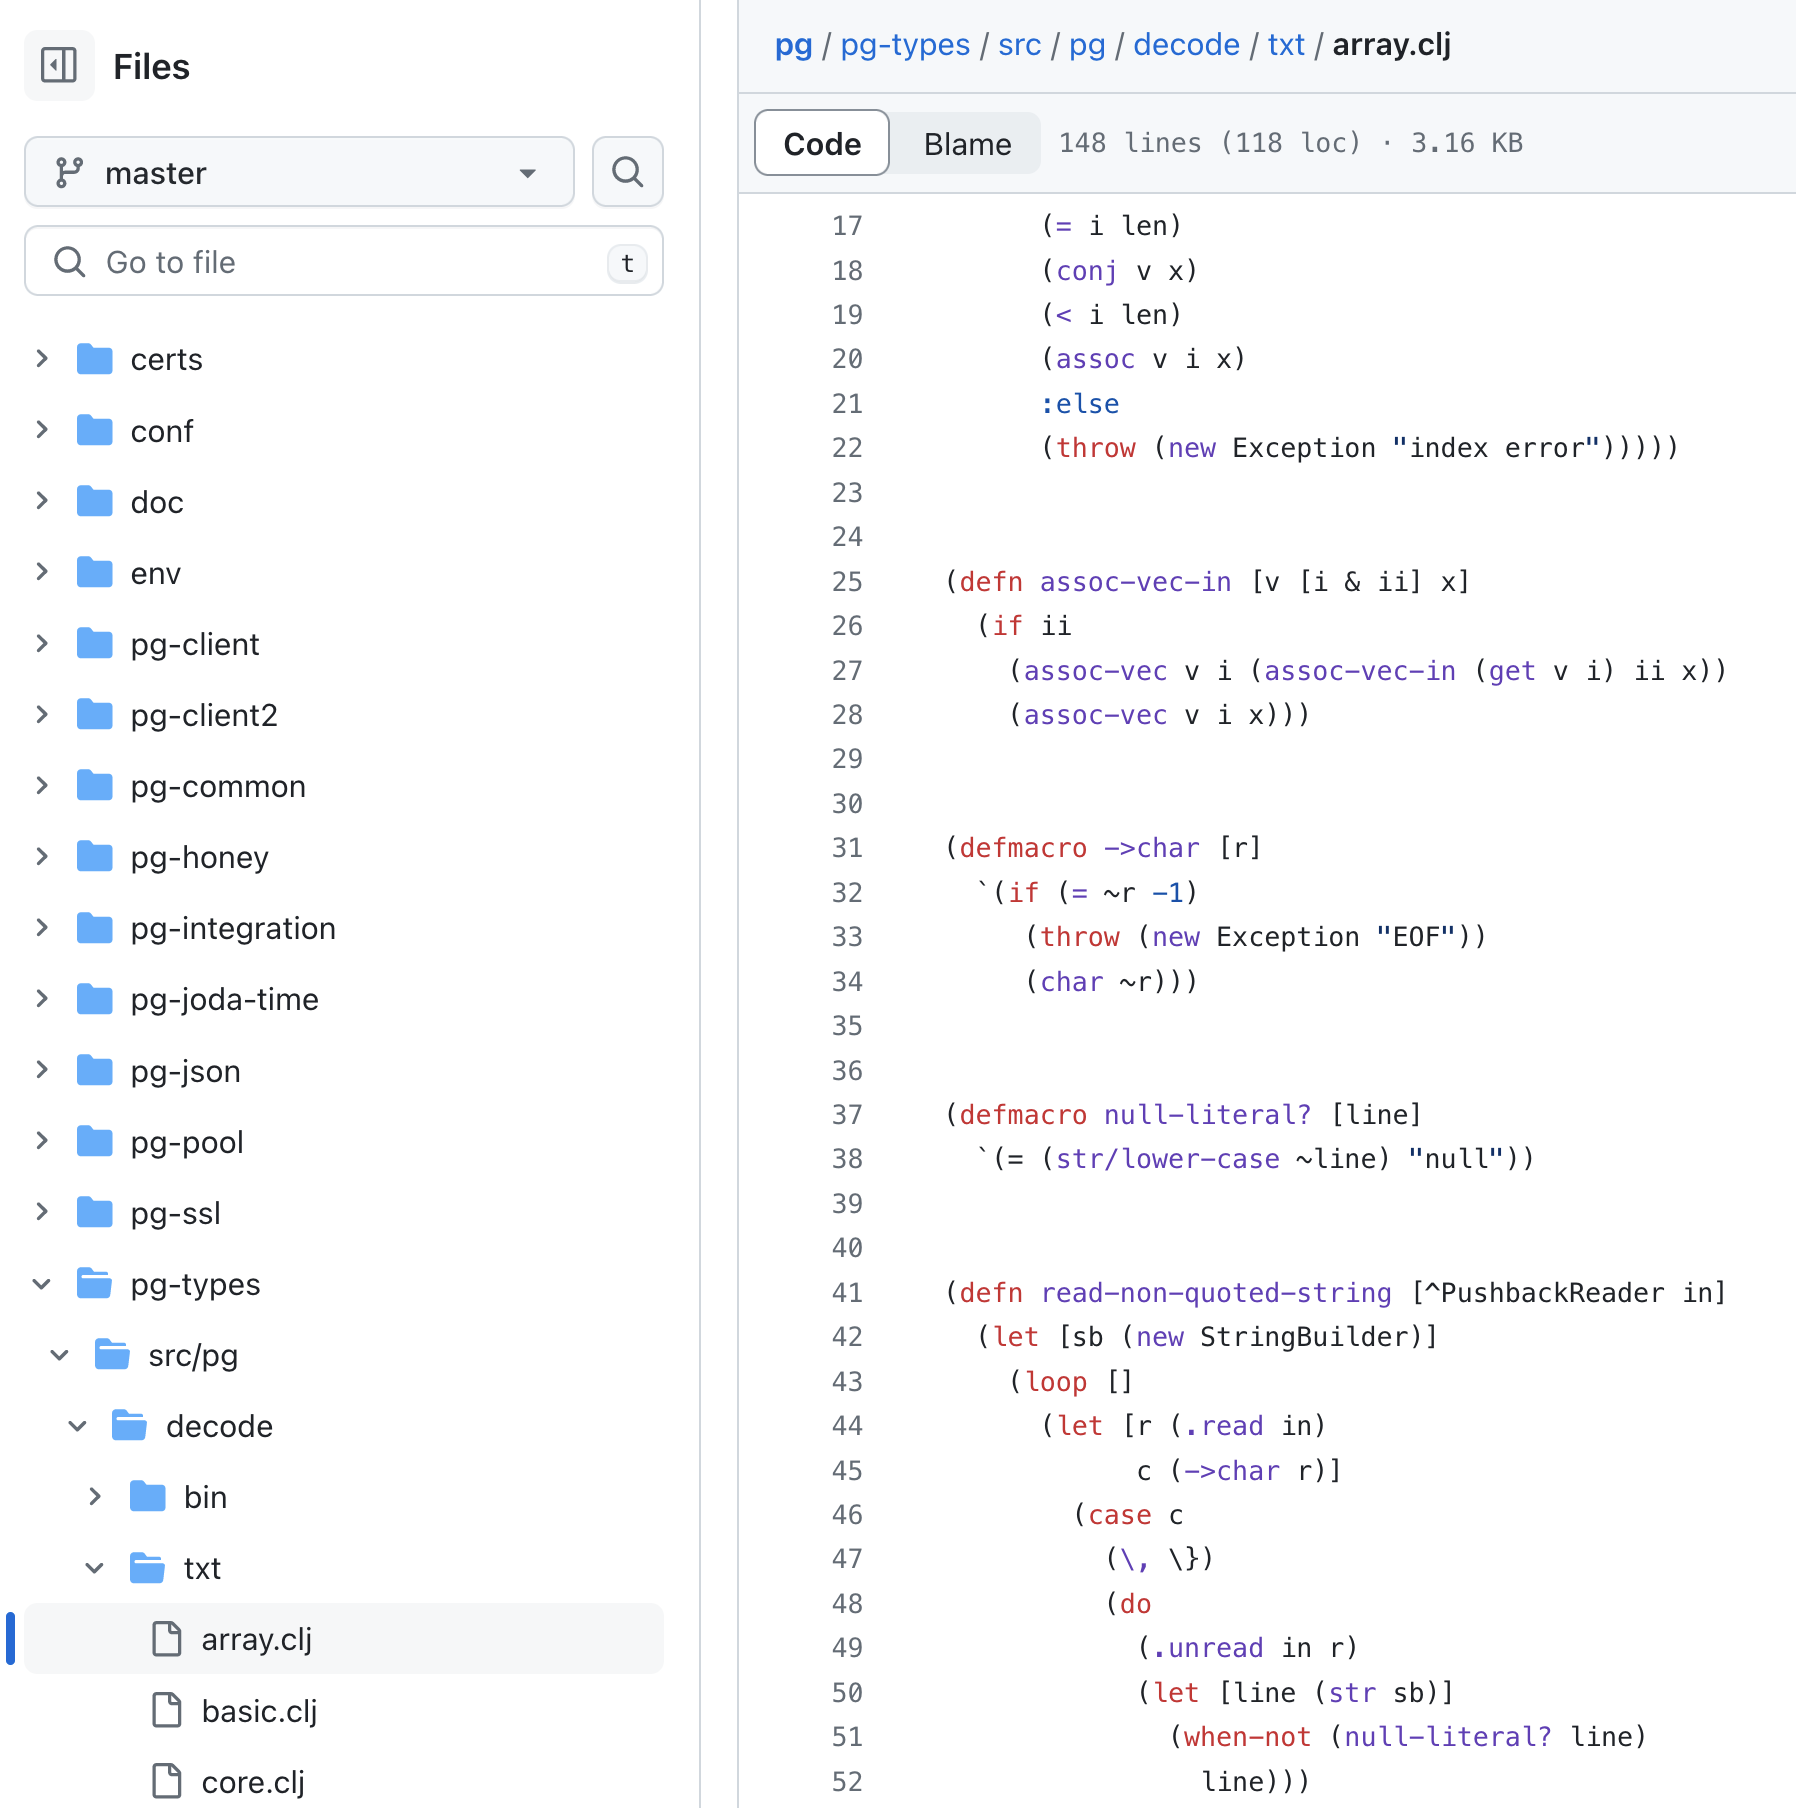 Files
master
Go to file
t
certs
conf
doc
env
pg-client
pg-client2
pg-common
pg-honey
pg-integration
pg-joda-time
pg-json
pg-pool
pg-ssl
pg-types
src/pg
decode
bin
txt
array.clj
basic.clj
core.clj
pg / pg-types / src / pg / decode / txt / array.clj
Code Blame 148 lines (118 loc) · 3.16 KB
17 (= i len)
18 (conj v x)
19 (< i len)
20 (assoc v i x)
21 :else
22 (throw (new Exception "index error")))))
23
24
25 (defn assoc-vec-in [v [i & ii] x]
26 (if ii
27 (assoc-vec v i (assoc-vec-in (get v i) ii x))
28 (assoc-vec v i x)))
29
30
31 (defmacro ->char [r]
32 `(if (= ~r -1)
33 (throw (new Exception "EOF"))
34 (char ~r)))
35
36
37 (defmacro null-literal? [line]
38 `(= (str/lower-case ~line) "null"))
39
40
41 (defn read-non-quoted-string [^PushbackReader in]
42 (let [sb (new StringBuilder)]
43 (loop []
44 (let [r (.read in)
45 c (->char r)]
46 (case c
47 (\, \})
48 (do
49 (.unread in r)
50 (let [line (str sb)]
51 (when-not (null-literal? line)
52 line)))